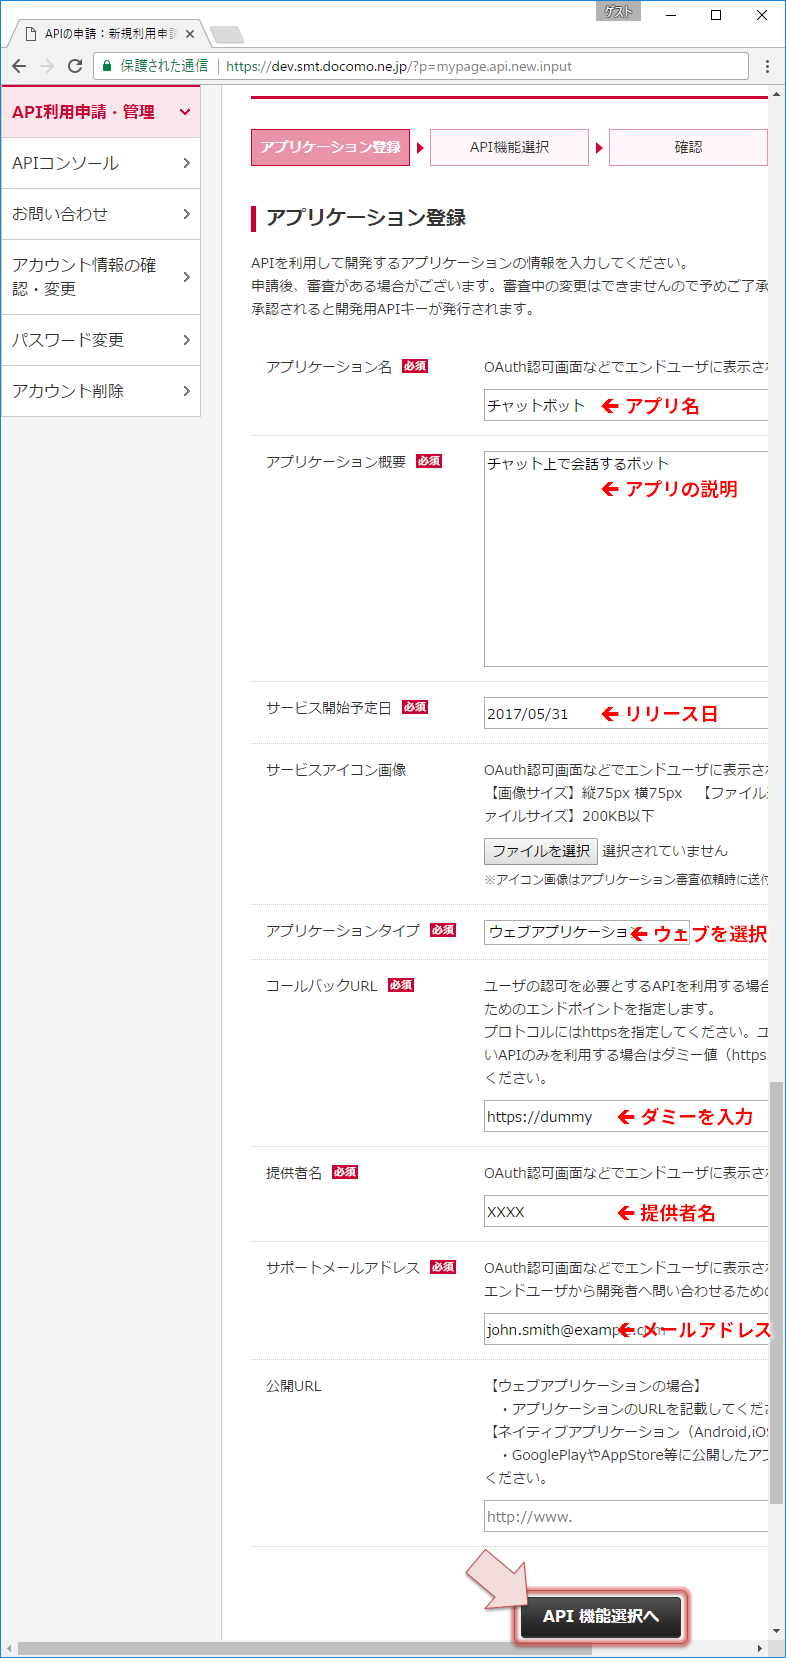 ゲスト
APIの申請：新規利用申請
保護された通信
https://dev.smt.docomo.ne.jp/?p=mypage.api.new.input
API利用申請・管理
APIコンソール
お問い合わせ
アカウント情報の確
認・変更
パスワード変更
アカウント削除
アプリケーション登録
API機能選択
確認
アプリケーション登録
APIを利用して開発するアプリケーションの情報を入力してください。
申請後、審査がある場合がございます。審査中の変更はできませんので予めご了承
承認されると開発用APIキーが発行されます。
アプリケーション名 必須
OAuth認可画面などでエンドユーザに表示され
チャットボット ← アプリ名
アプリケーション概要 必須
チャット上で会話するボット
← アプリの説明
サービス開始予定日 必須
2017/05/31 ← リリース日
サービスアイコン画像
OAuth認可画面などでエンドユーザに表示され
【画像サイズ】縦75px 横75px 【ファイル
ァイルサイズ】200KB以下
ファイルを選択 選択されていません
※アイコン画像はアプリケーション審査依頼時に送付
アプリケーションタイプ 必須
ウェブアプリケーション ← ウェブを選択
コールバックURL 必須
ユーザの認可を必要とするAPIを利用する場合
ためのエンドポイントを指定します。
プロトコルにはhttpsを指定してください。ユ
いAPIのみを利用する場合はダミー値（https
ください。
https://dummy ← ダミーを入力
提供者名 必須
OAuth認可画面などでエンドユーザに表示され
XXXX ← 提供者名
サポートメールアドレス 必須
OAuth認可画面などでエンドユーザに表示され
エンドユーザから開発者へ問い合わせるための
john.smith@example.com ← メールアドレス
公開URL
【ウェブアプリケーションの場合】
・アプリケーションのURLを記載してくださ
【ネイティブアプリケーション（Android,iOS
・GooglePlayやAppStore等に公開したアプ
ください。
http://www.
API 機能選択へ